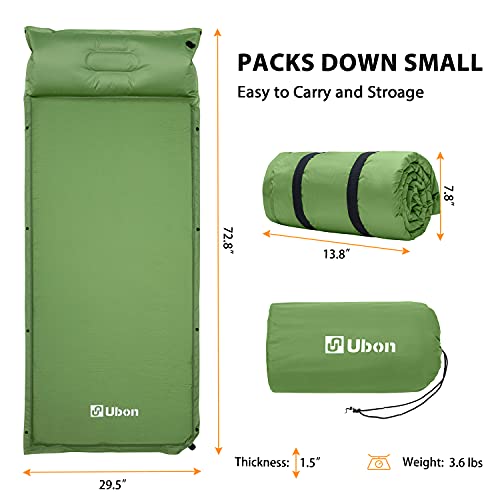 PACKS DOWN SMALL
Easy to Carry and Stroage
72.8"
7.8"
13.8"
Ubon
Ubon
29.5"
Thickness: 1.5"
Weight: 3.6 lbs